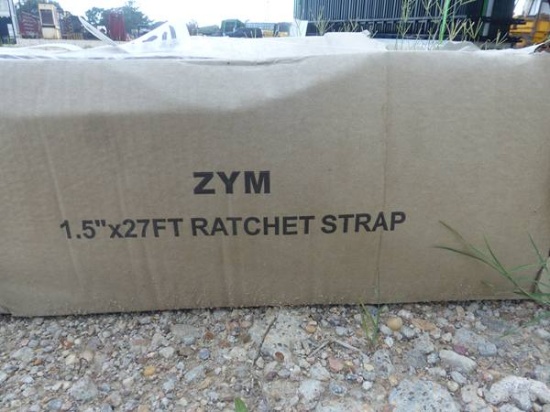 ZYM
1.5"x27FT RATCHET STRAP